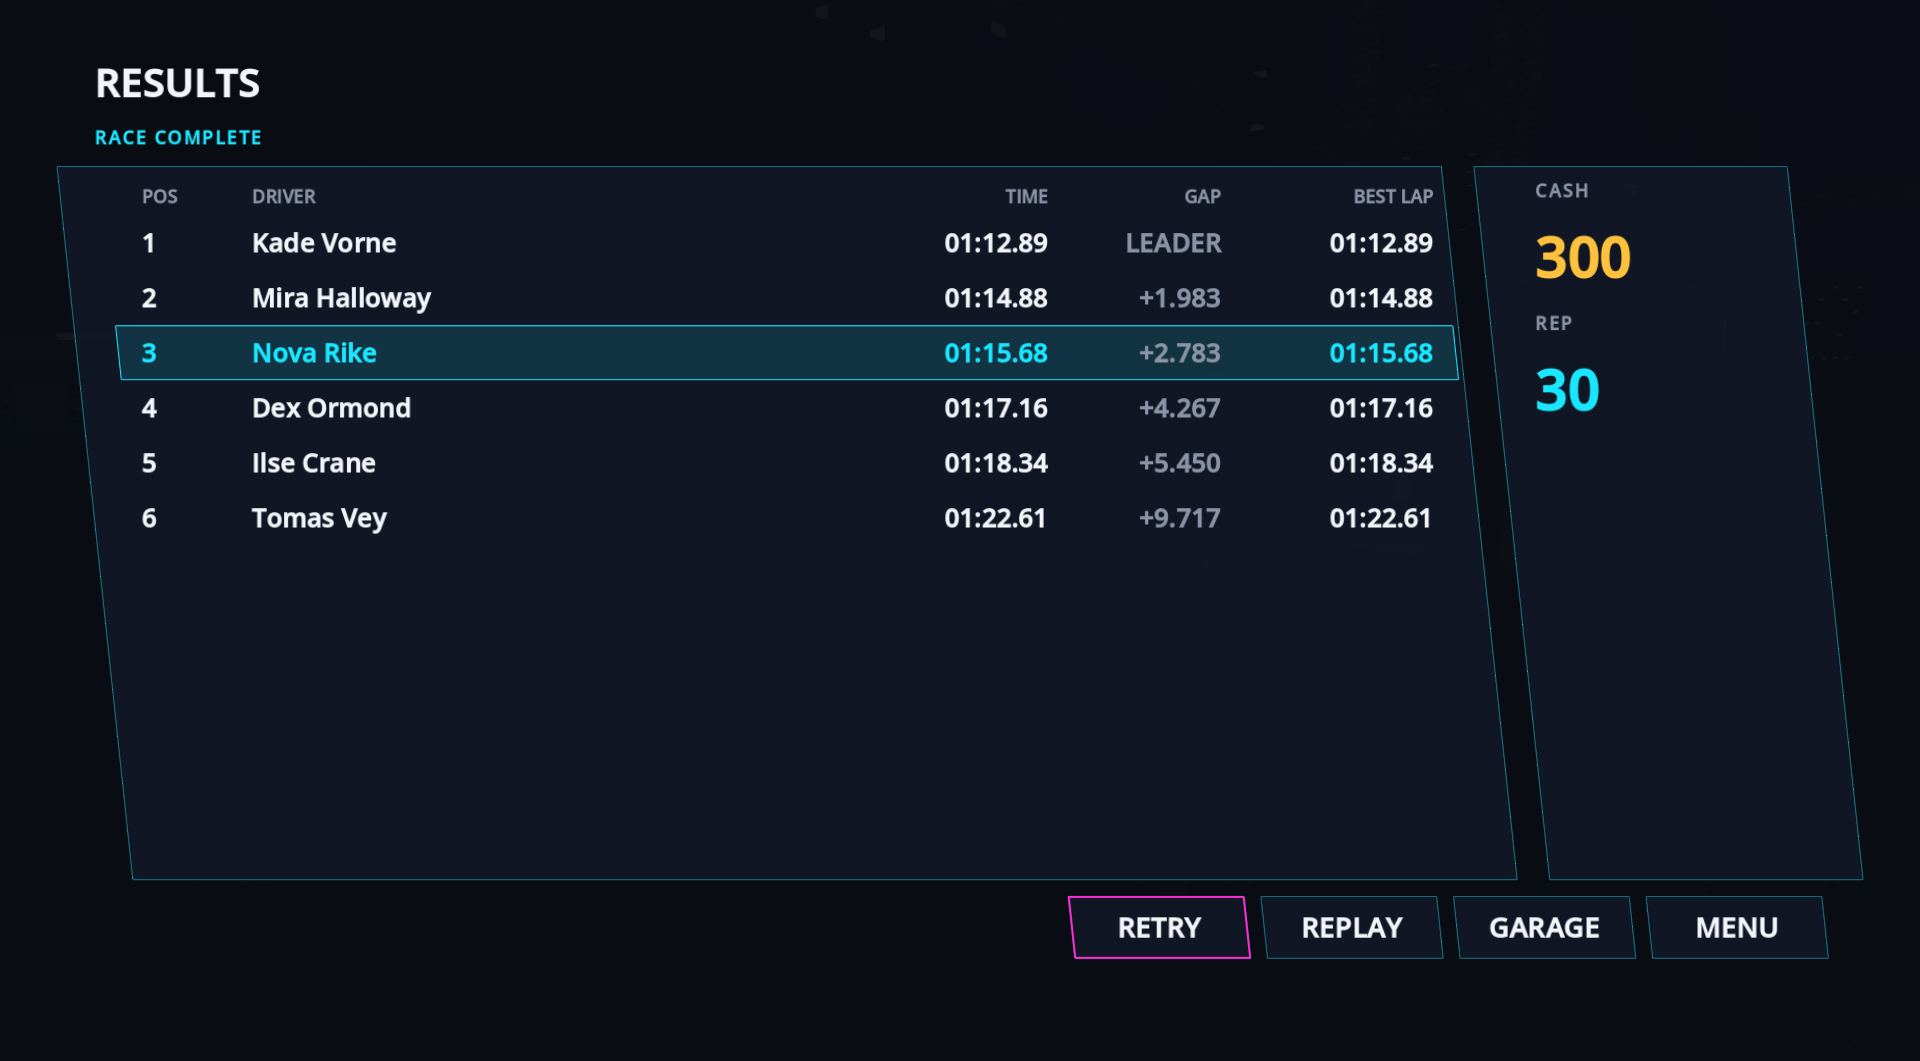 RESULTS
RACE COMPLETE
POS DRIVER TIME GAP BEST LAP
1 Kade Vorne 01:12.89 LEADER 01:12.89
2 Mira Halloway 01:14.88 +1.983 01:14.88
3 Nova Rike 01:15.68 +2.783 01:15.68
4 Dex Ormond 01:17.16 +4.267 01:17.16
5 Ilse Crane 01:18.34 +5.450 01:18.34
6 Tomas Vey 01:22.61 +9.717 01:22.61
CASH
300
REP
30
RETRY REPLAY GARAGE MENU